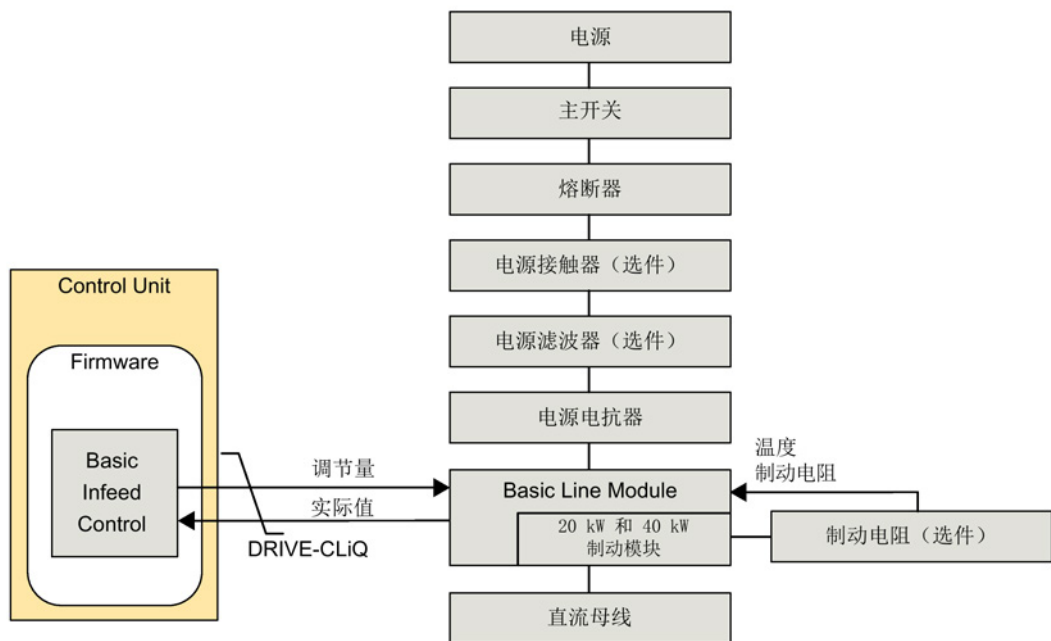 电源
主开关
熔断器
电源接触器（选件）
电源滤波器（选件）
电源电抗器
Control Unit
Firmware
Basic
Infeed
Control
调节量
实际值
DRIVE-CLiQ
Basic Line Module
20 kW 和 40 kW
制动模块
温度
制动电阻
制动电阻（选件）
直流母线